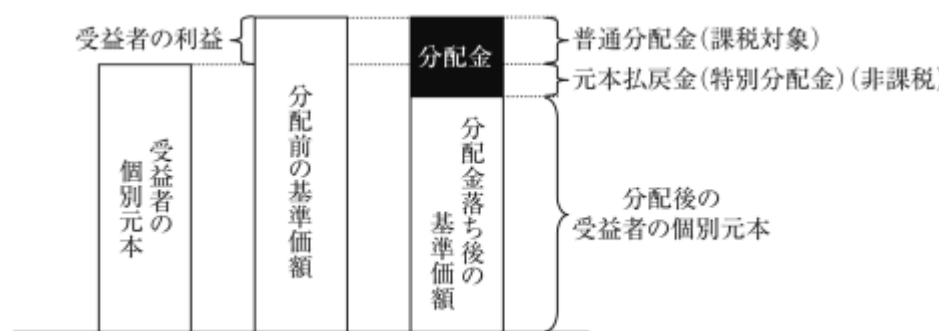 受益者の利益
受益者の
個別元本
分配前の基準価額
分配金
分配金落ち後の
基準価額
普通分配金(課税対象)
元本払戻金(特別分配金)(非課税)
分配後の
受益者の個別元本